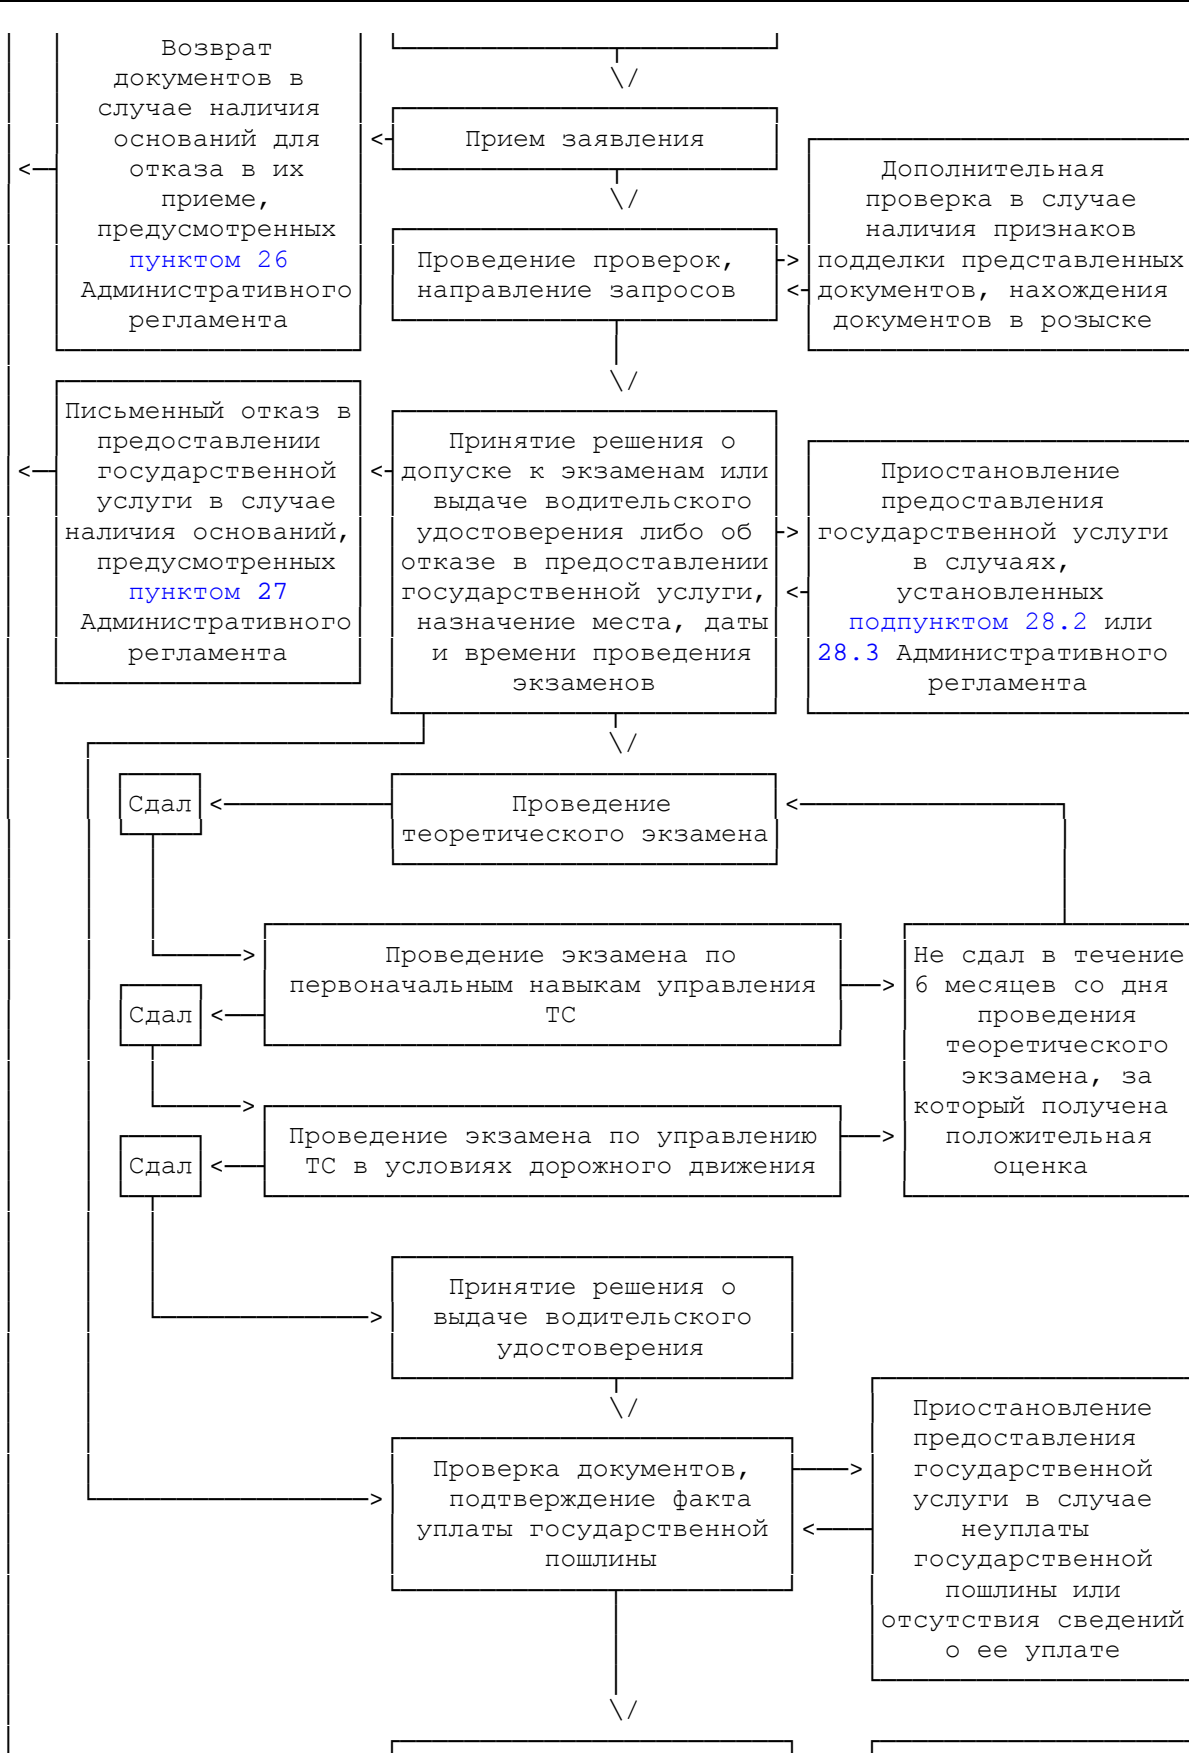 Возврат
документов в
случае наличия
оснований для
отказа в их
приеме,
предусмотренных
пунктом 26
Административного
регламента
Прием заявления
Проведение проверок,
направление запросов
Дополнительная
проверка в случае
наличия признаков
подделки представленных
документов, нахождения
документов в розыске
Письменный отказ в
предоставлении
государственной
услуги в случае
наличия оснований,
предусмотренных
пунктом 27
Административного
регламента
Принятие решения о
допуске к экзаменам или
выдаче водительского
удостоверения либо об
отказе в предоставлении
государственной услуги,
назначение места, даты
и времени проведения
экзаменов
Приостановление
предоставления
государственной услуги
в случаях,
установленных
подпунктом 28.2 или
28.3 Административного
регламента
Сдал
Проведение
теоретического экзамена
Проведение экзамена по
первоначальным навыкам управления
ТС
Сдал
Не сдал в течение
6 месяцев со дня
проведения
теоретического
экзамена, за
который получена
положительная
оценка
Проведение экзамена по управлению
ТС в условиях дорожного движения
Сдал
Принятие решения о
выдаче водительского
удостоверения
Проверка документов,
подтверждение факта
уплаты государственной
пошлины
Приостановление
предоставления
государственной
услуги в случае
неуплаты
государственной
пошлины или
отсутствия сведений
о ее уплате